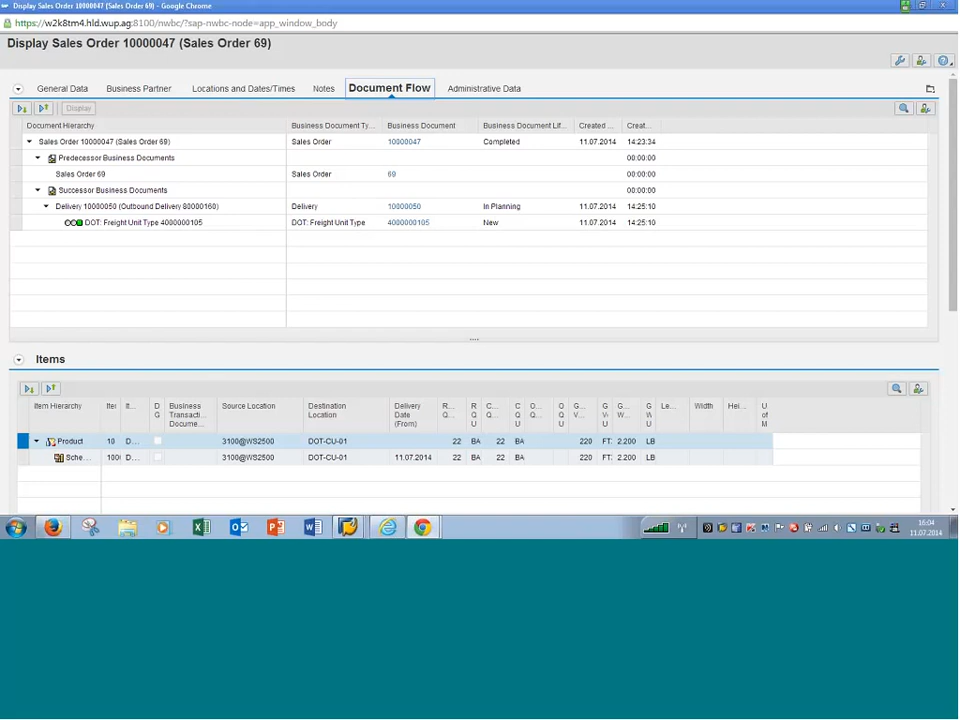 Display Sales Order 10000047 (Sales Order 69) - Google Chrome
https://w2k8tm4.hld.wup.ag:8100/nwbc/?sap-nwbc-node=app_window_body
Display Sales Order 10000047 (Sales Order 69)
General Data Business Partner Locations and Dates/Times Notes Document Flow Administrative Data
Display
Document Hierarchy Business Document Ty... Business Document Business Document Lif... Created ... Creat...
Sales Order 10000047 (Sales Order 69) Sales Order 10000047 Completed 11.07.2014 14:23:34
Predecessor Business Documents 00:00:00
Sales Order 69 Sales Order 69 00:00:00
Successor Business Documents 00:00:00
Delivery 10000050 (Outbound Delivery 80000160) Delivery 10000050 In Planning 11.07.2014 14:25:10
DOT: Freight Unit Type 4000000105 DOT: Freight Unit Type 4000000105 New 11.07.2014 14:25:10
Items
Item Hierarchy Iter It... D G Business Transacti... Docume... Source Location Destination Location Delivery Date (From) R... Q... R Q U C... Q... C Q U O... Q... O Q U G... V... G V U G... W... G W U Le... Width Hei... U of M
Product 10 D... 3100@WS2500 DOT-CU-01 22 BA 22 BA 220 FT. 2.200 LB
Sche... 100 D... 3100@WS2500 DOT-CU-01 11.07.2014 22 BA 22 BA 220 FT. 2.200 LB
16:04
11.07.2014